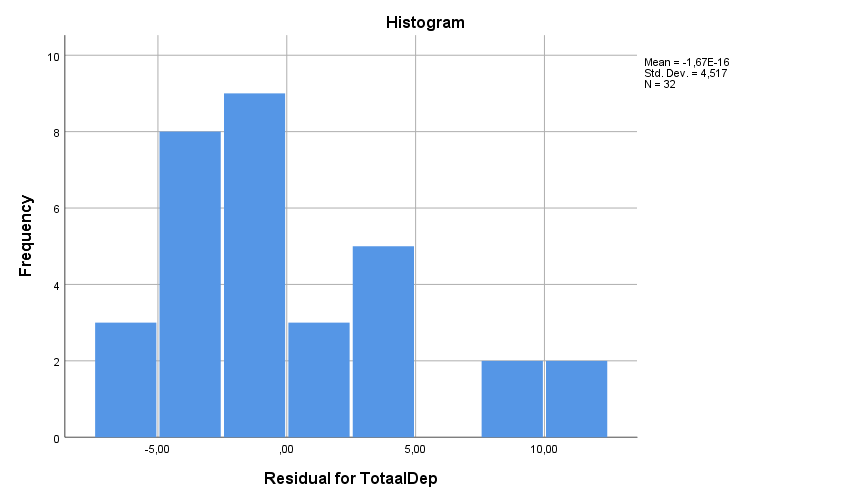 Histogram
Mean = -1,67E-16
Std. Dev. = 4,517
N = 32
10
8
6
4
2
0
Frequency
-5,00 ,00 5,00 10,00
Residual for TotaalDep